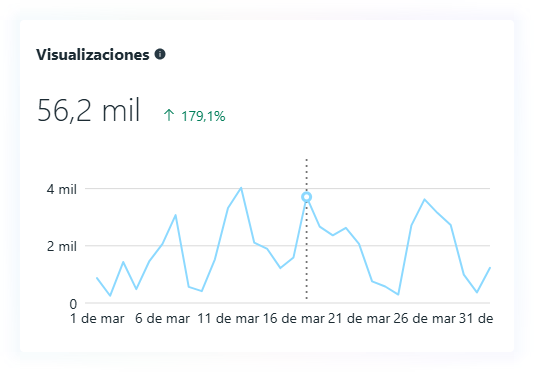 Visualizaciones
56,2 mil ↑ 179,1%
4 mil
2 mil
0
1 de mar 6 de mar 11 de mar 16 de mar 21 de mar 26 de mar 31 de